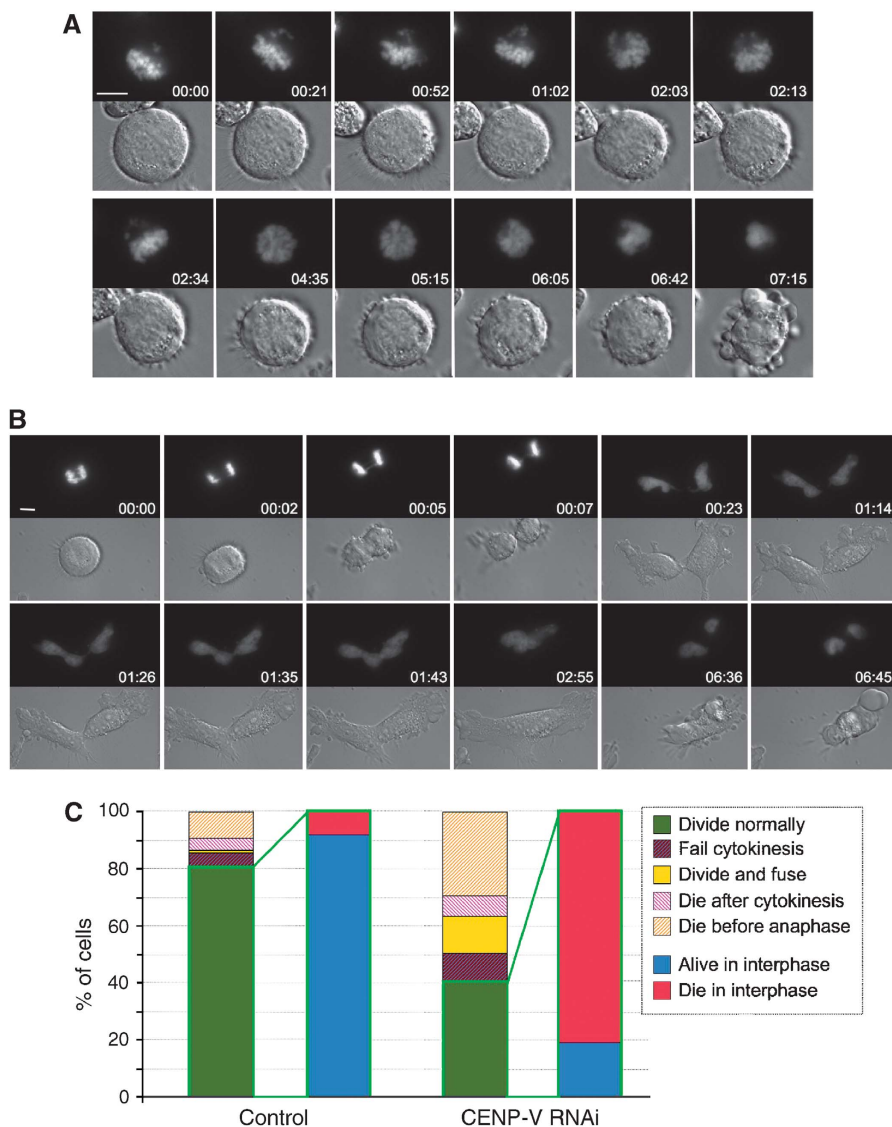 A
00:00 00:21 00:52 01:02 02:03 02:13
02:34 04:35 05:15 06:05 06:42 07:15
B
00:00 00:02 00:05 00:07 00:23 01:14
01:26 01:35 01:43 02:55 06:36 06:45
C
% of cells
100
80
60
40
20
0
Control CENP-V RNAi
Divide normally
Fail cytokinesis
Divide and fuse
Die after cytokinesis
Die before anaphase
Alive in interphase
Die in interphase